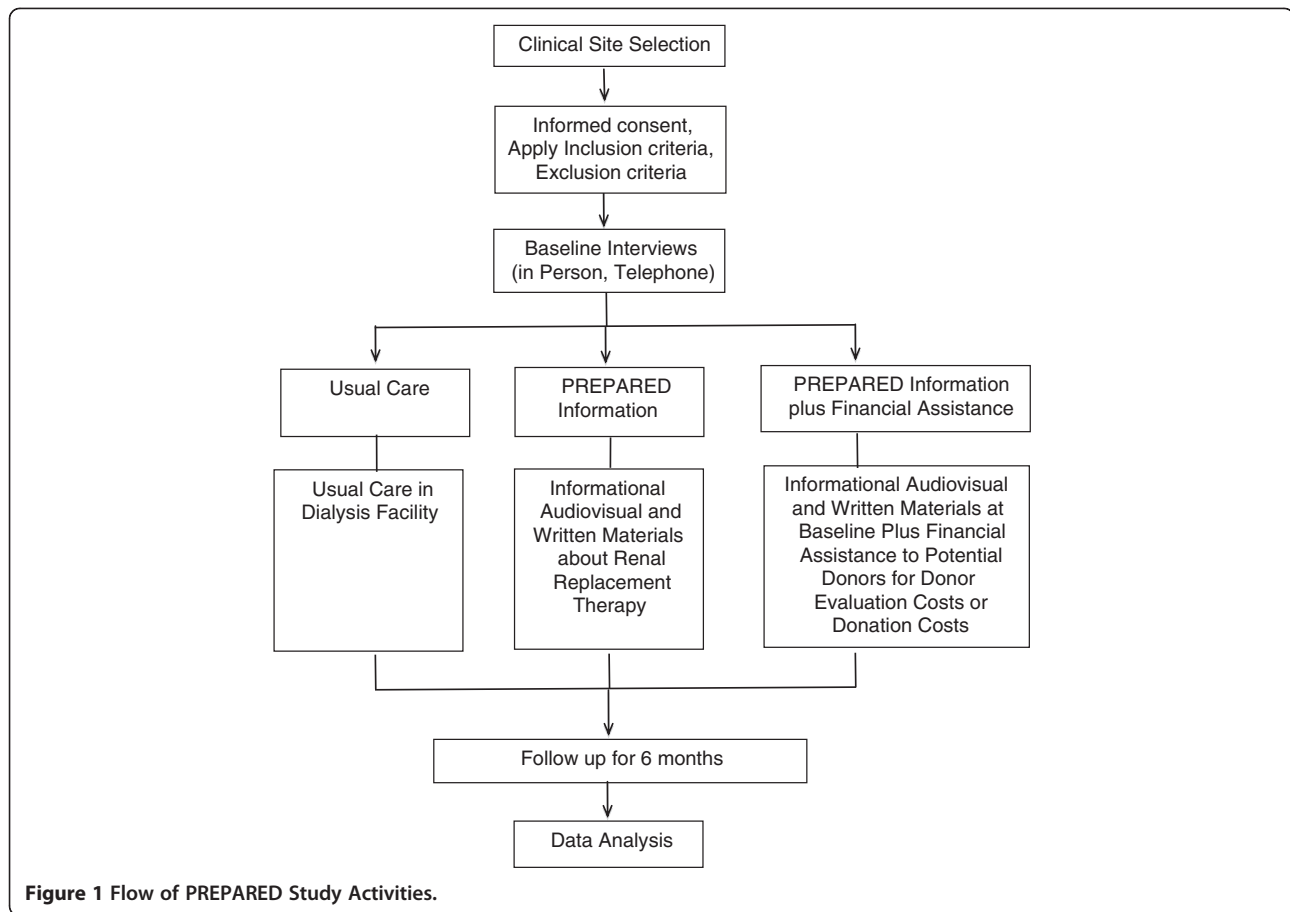 Clinical Site Selection
Informed consent,
Apply Inclusion criteria,
Exclusion criteria
Baseline Interviews
(in Person, Telephone)
Usual Care
PREPARED
Information
PREPARED Information
plus Financial Assistance
Usual Care in
Dialysis Facility
Informational
Audiovisual and
Written Materials
about Renal
Replacement
Therapy
Informational Audiovisual
and Written Materials at
Baseline Plus Financial
Assistance to Potential
Donors for Donor
Evaluation Costs or
Donation Costs
Follow up for 6 months
Data Analysis
Figure 1 Flow of PREPARED Study Activities.